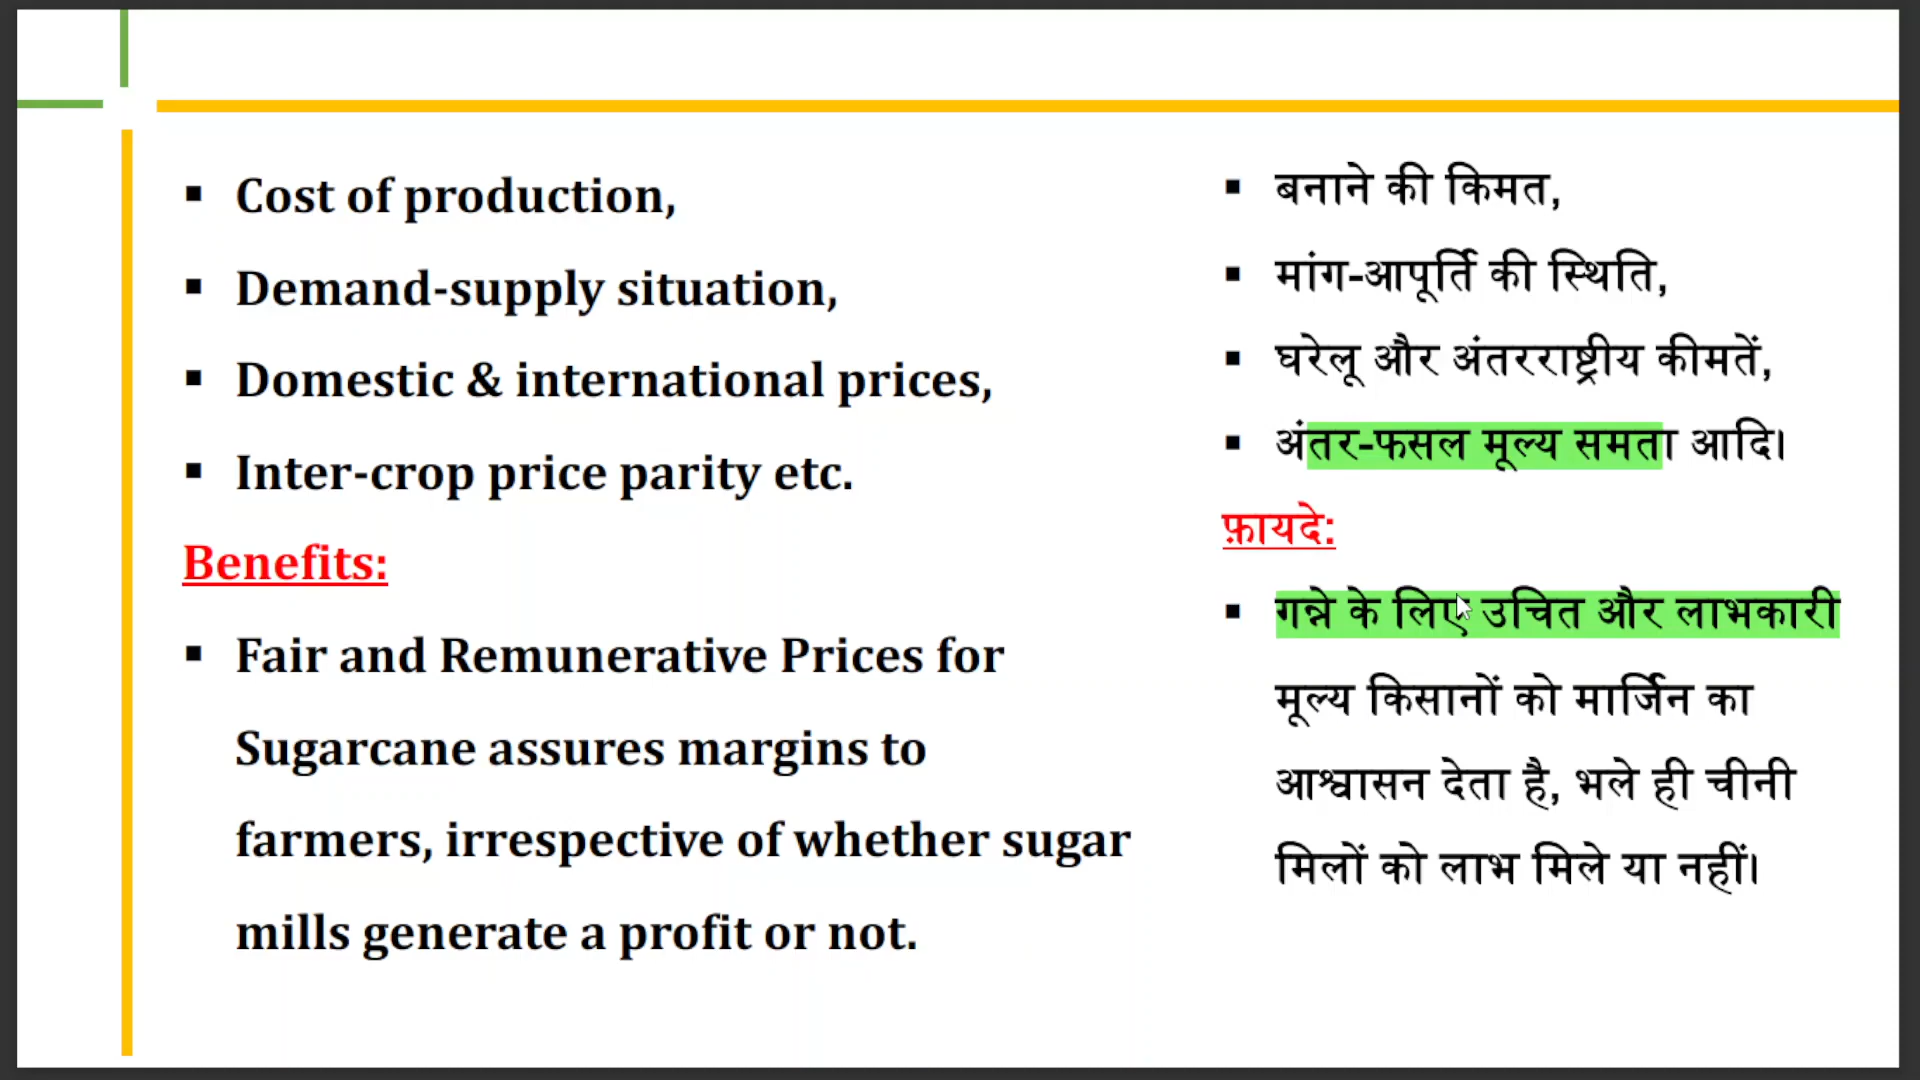 Cost of production,
Demand-supply situation,
Domestic & international prices,
Inter-crop price parity etc.
Benefits:
Fair and Remunerative Prices for
Sugarcane assures margins to
farmers, irrespective of whether sugar
mills generate a profit or not.
बनाने की किमत,
मांग-आपूर्ति की स्थिति,
घरेलू और अंतरराष्ट्रीय कीमतें,
अंतर-फसल मूल्य समता आदि।
फ़ायदे:
गन्ने के लिए उचित और लाभकारी
मूल्य किसानों को मार्जिन का
आश्वासन देता है, भले ही चीनी
मिलों को लाभ मिले या नहीं।